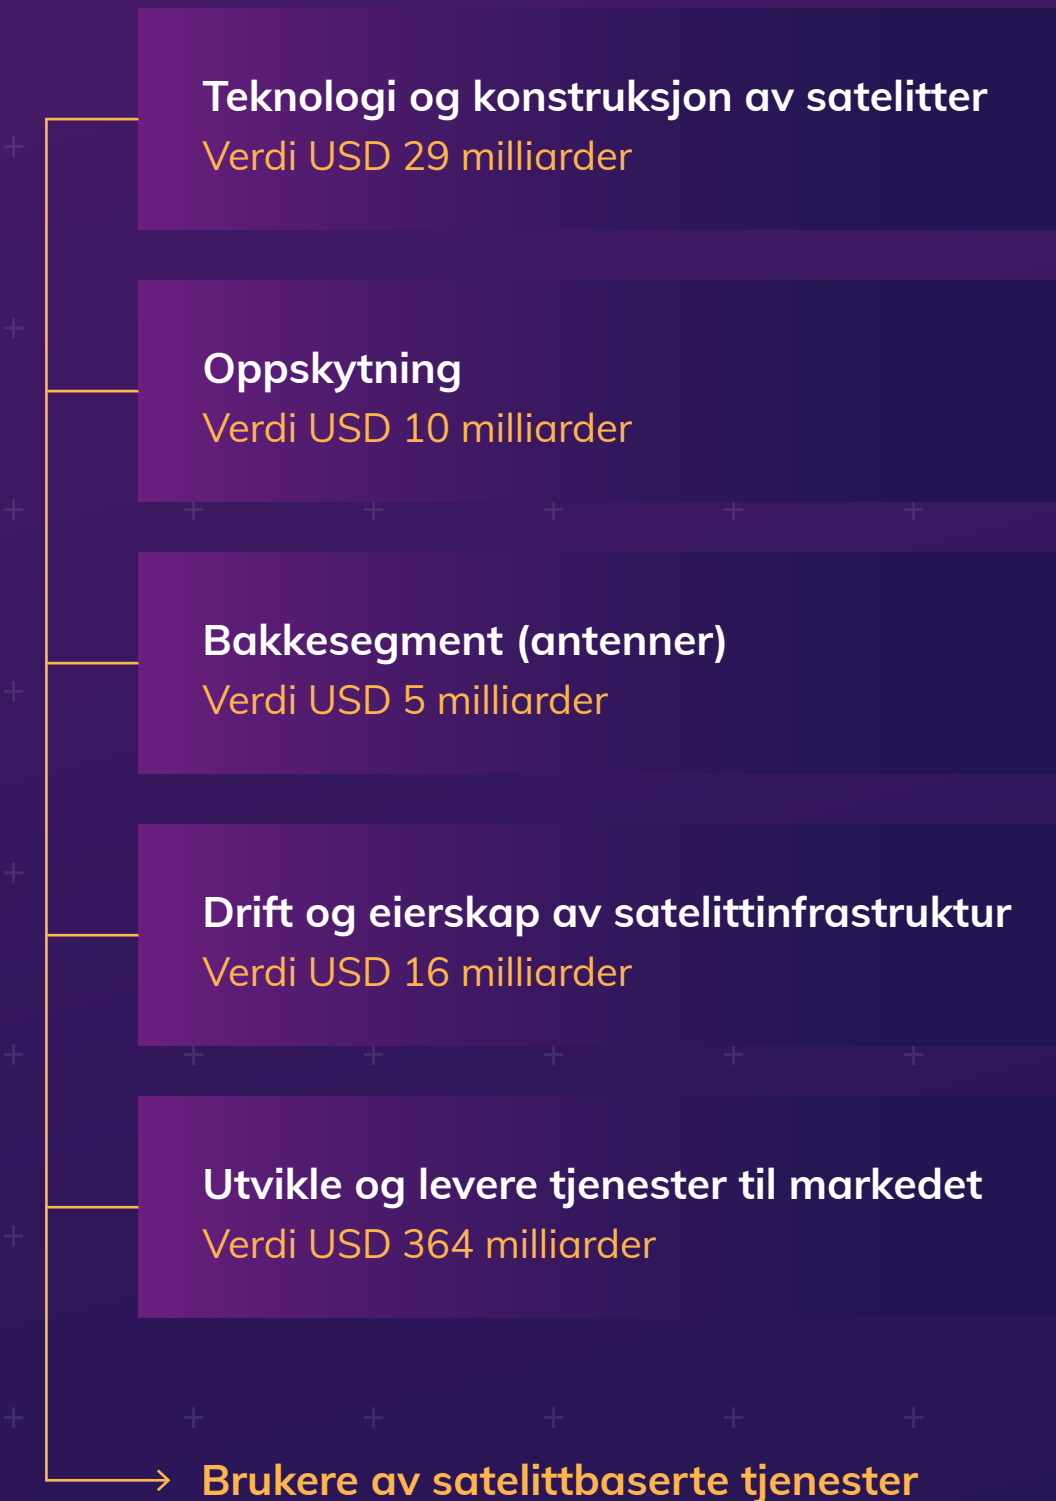 Teknologi og konstruksjon av satelitter
Verdi USD 29 milliarder
Oppskytning
Verdi USD 10 milliarder
Bakkesegment (antenner)
Verdi USD 5 milliarder
Drift og eierskap av satelittinfrastruktur
Verdi USD 16 milliarder
Utvikle og levere tjenester til markedet
Verdi USD 364 milliarder
Brukere av satelittbaserte tjenester